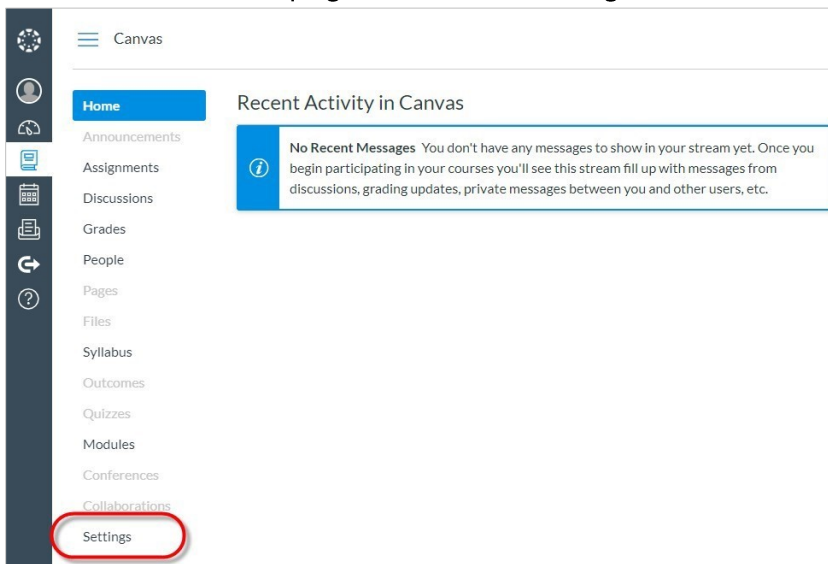 Canvas
Home
Announcements
Assignments
Discussions
Grades
People
Pages
Files
Syllabus
Outcomes
Quizzes
Modules
Conferences
Collaborations
Settings
Recent Activity in Canvas
No Recent Messages You don't have any messages to show in your stream yet. Once you
begin participating in your courses you'll see this stream fill up with messages from
discussions, grading updates, private messages between you and other users, etc.